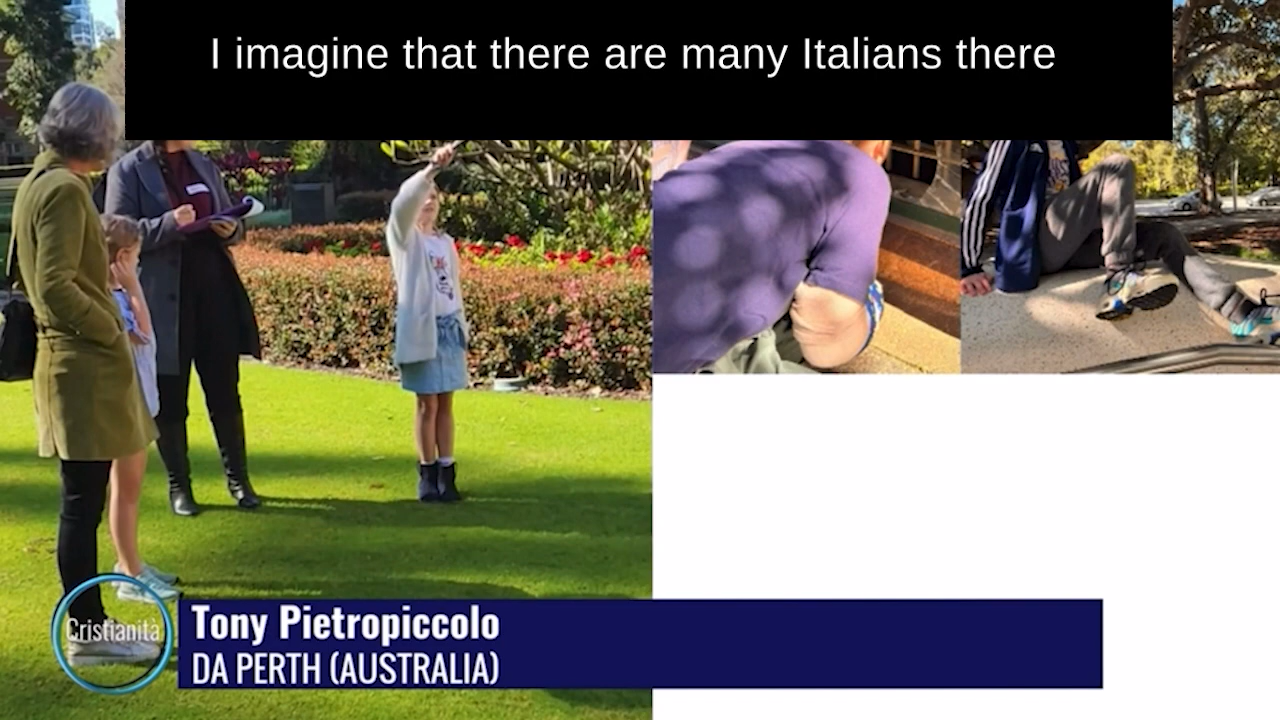 I imagine that there are many Italians there
Cristianità
Tony Pietropiccolo
DA PERTH (AUSTRALIA)